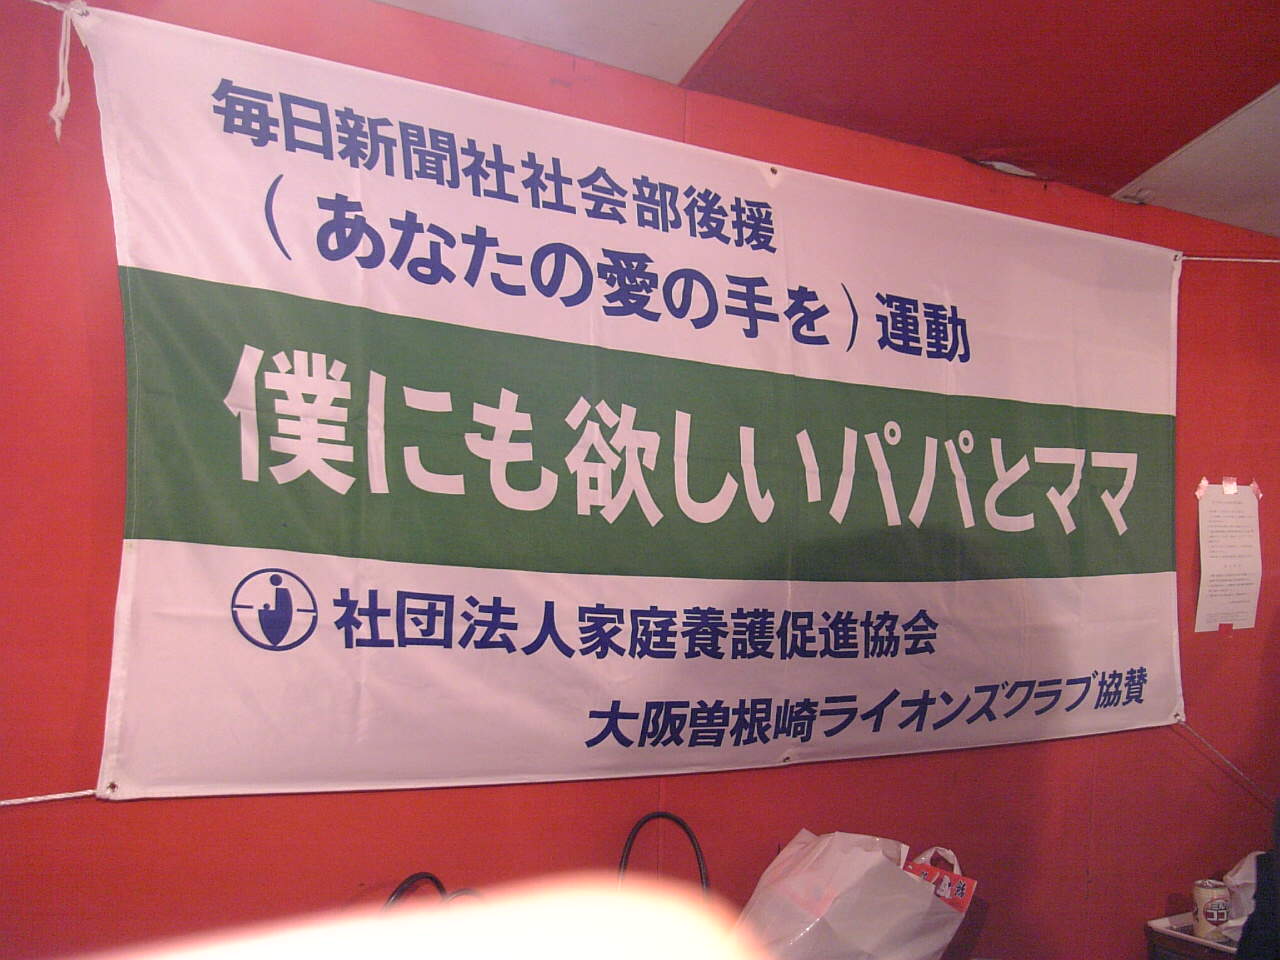 毎日新聞社社会部後援
(あなたの愛の手を)運動
僕にも欲しいパパとママ
社団法人家庭養護促進協会
大阪曽根崎ライオンズクラブ協賛